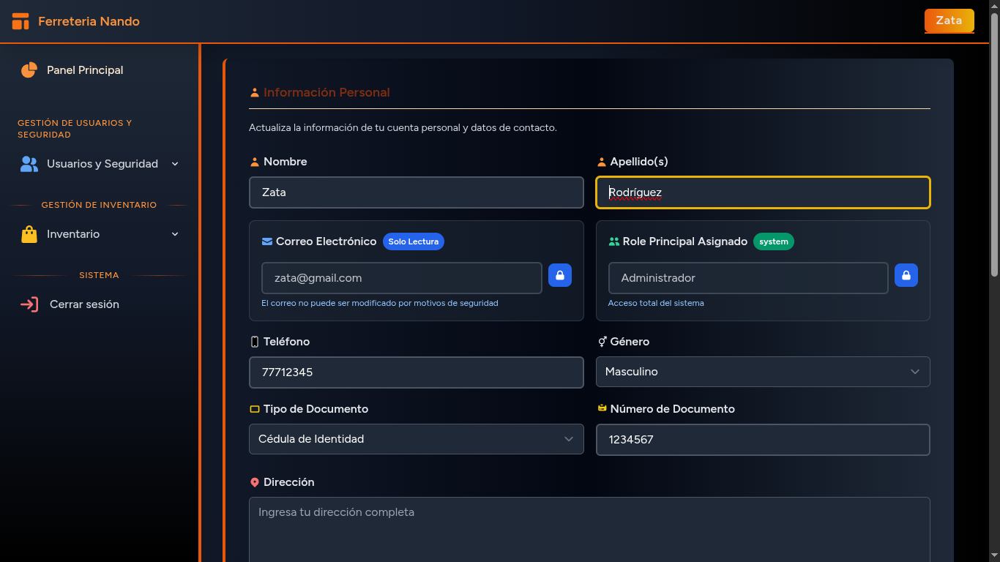 Ferreteria Nando
Zata
Panel Principal
GESTIÓN DE USUARIOS Y
SEGURIDAD
Usuarios y Seguridad
GESTIÓN DE INVENTARIO
Inventario
SISTEMA
Cerrar sesión
Información Personal
Actualiza la información de tu cuenta personal y datos de contacto.
Nombre
Zata
Apellido(s)
Rodríguez
Correo Electrónico Solo Lectura
zata@gmail.com
El correo no puede ser modificado por motivos de seguridad
Role Principal Asignado system
Administrador
Acceso total del sistema
Teléfono
77712345
Género
Masculino
Tipo de Documento
Cédula de Identidad
Número de Documento
1234567
Dirección
Ingresa tu dirección completa